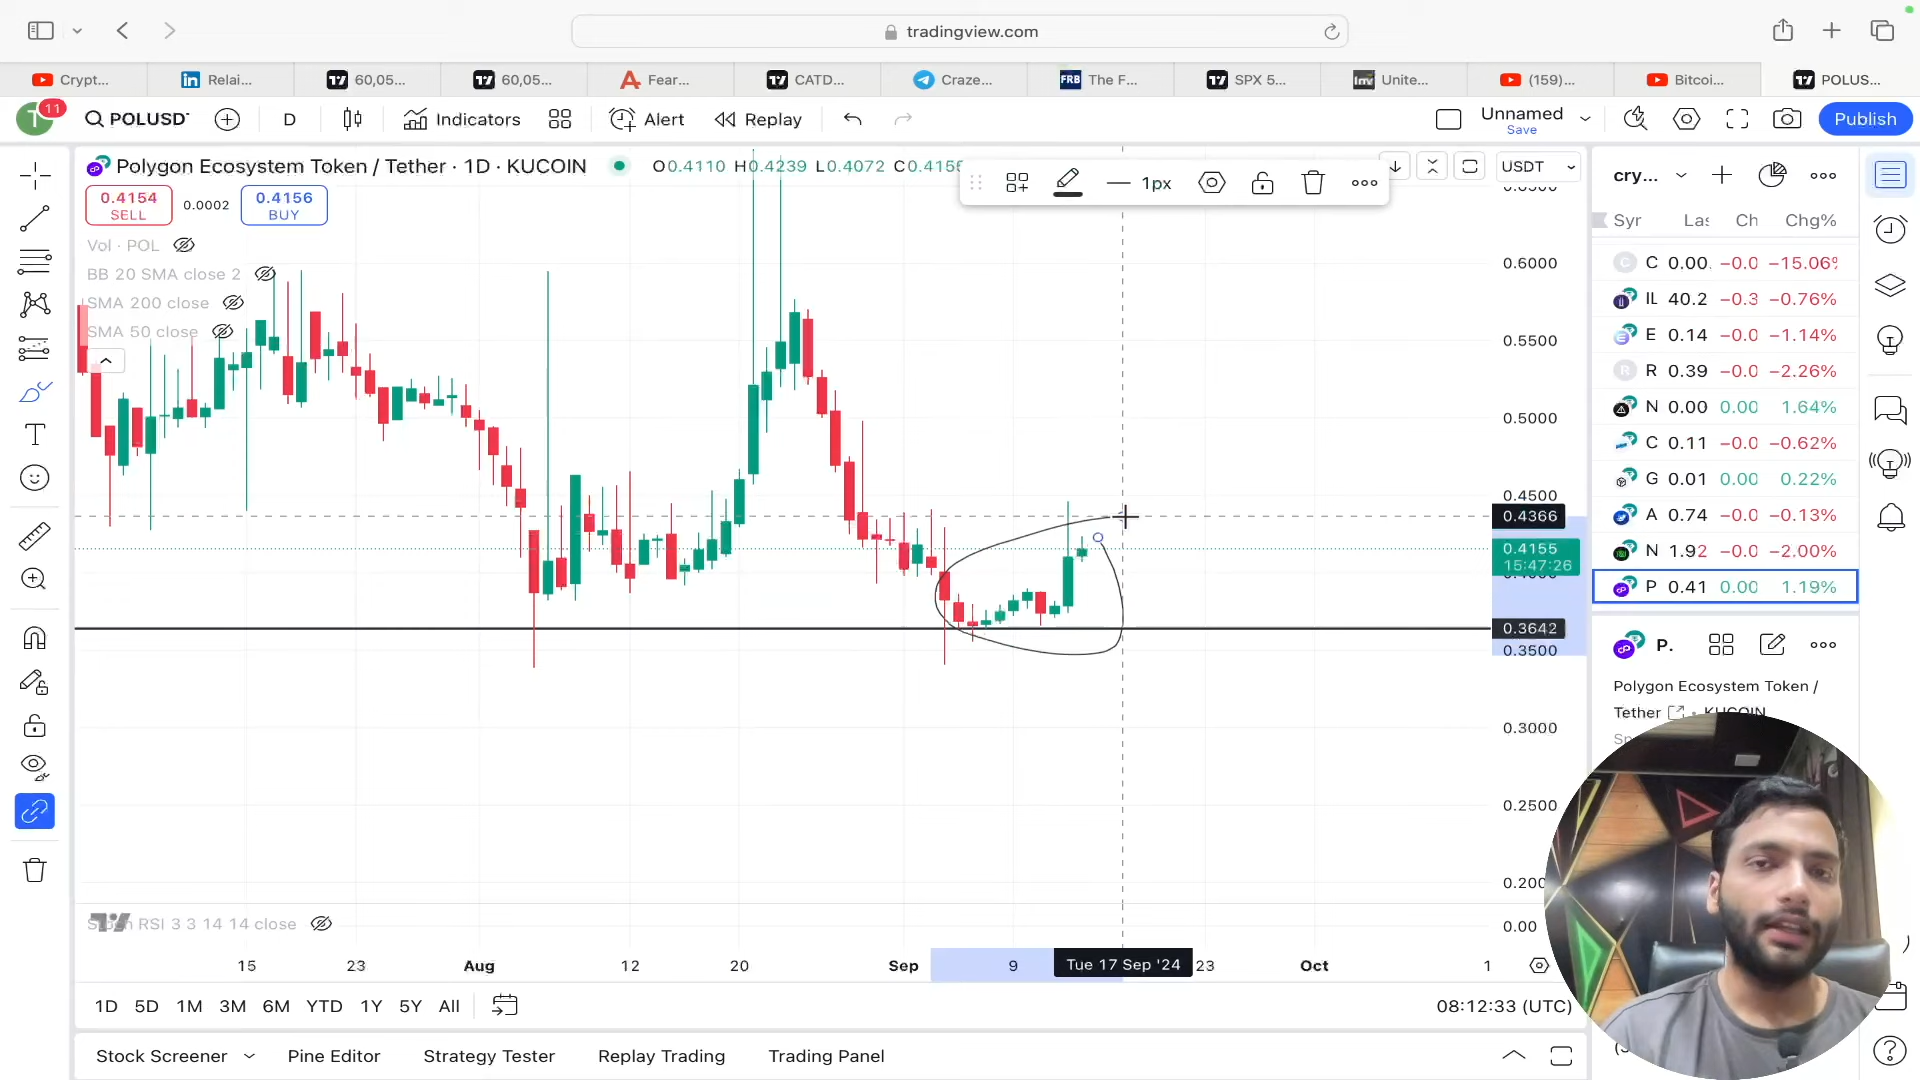 tradingview.com
Crypt...
Relai...
60,05...
60,05...
Fear...
CATD...
Craze...
FRB
The F...
SPX 5...
Inv
Unite...
(159)...
Bitcoi...
POLUS...
T
11
POLUSD
D
Indicators
Alert
Replay
Unnamed
Save
Publish
Polygon Ecosystem Token / Tether · 1D · KUCOIN
O0.4110 H0.4239 L0.4072 C0.4155
1px
USDT
0.4154
SELL
0.0002
0.4156
BUY
Vol · POL
BB 20 SMA close 2
SMA 200 close
SMA 50 close
0.6000
0.5500
0.5000
0.4500
0.4366
0.4155
15:47:26
0.3642
0.3500
0.3000
0.2500
0.200
0.00
RSI 3 3 14 14 close
15
23
Aug
12
20
Sep
9
Tue 17 Sep '24
23
Oct
1
1D
5D
1M
3M
6M
YTD
1Y
5Y
All
08:12:33 (UTC)
Stock Screener
Pine Editor
Strategy Tester
Replay Trading
Trading Panel
cry...
Syr
Las
Ch
Chg%
C 0.00. −0.0 −15.06
IL 40.2 −0.3 −0.76%
E 0.14 −0.0 −1.14%
R 0.39 −0.0 −2.26%
N 0.00 0.00 1.64%
C 0.11 −0.0 −0.62%
G 0.01 0.00 0.22%
A 0.74 −0.0 −0.13%
N 1.92 −0.0 −2.00%
P 0.41 0.00 1.19%
P.
Polygon Ecosystem Token /
Tether
KUCOIN